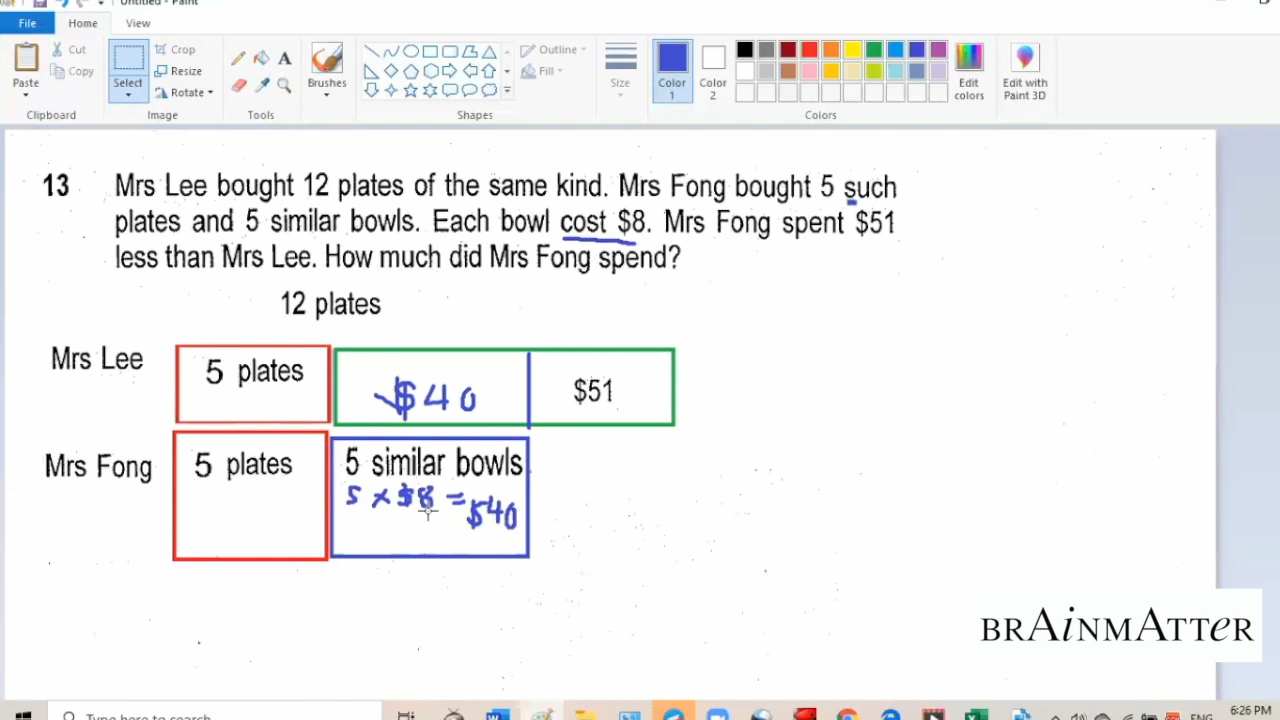 Untitled - Paint
File Home View
Paste
Cut
Copy
Clipboard
Select
Crop
Resize
Rotate
Image
A
Tools
Brushes
Outline
Fill
Shapes
Size
Color 1
Color 2
Edit colors
Edit with Paint 3D
Colors
13 Mrs Lee bought 12 plates of the same kind. Mrs Fong bought 5 such
plates and 5 similar bowls. Each bowl cost $8. Mrs Fong spent $51
less than Mrs Lee. How much did Mrs Fong spend?
12 plates
Mrs Lee 5 plates $40 $51
Mrs Fong 5 plates 5 similar bowls
5 × $8 = $40
BRAiNMATTER
Type here to search
ENG
6:26 PM